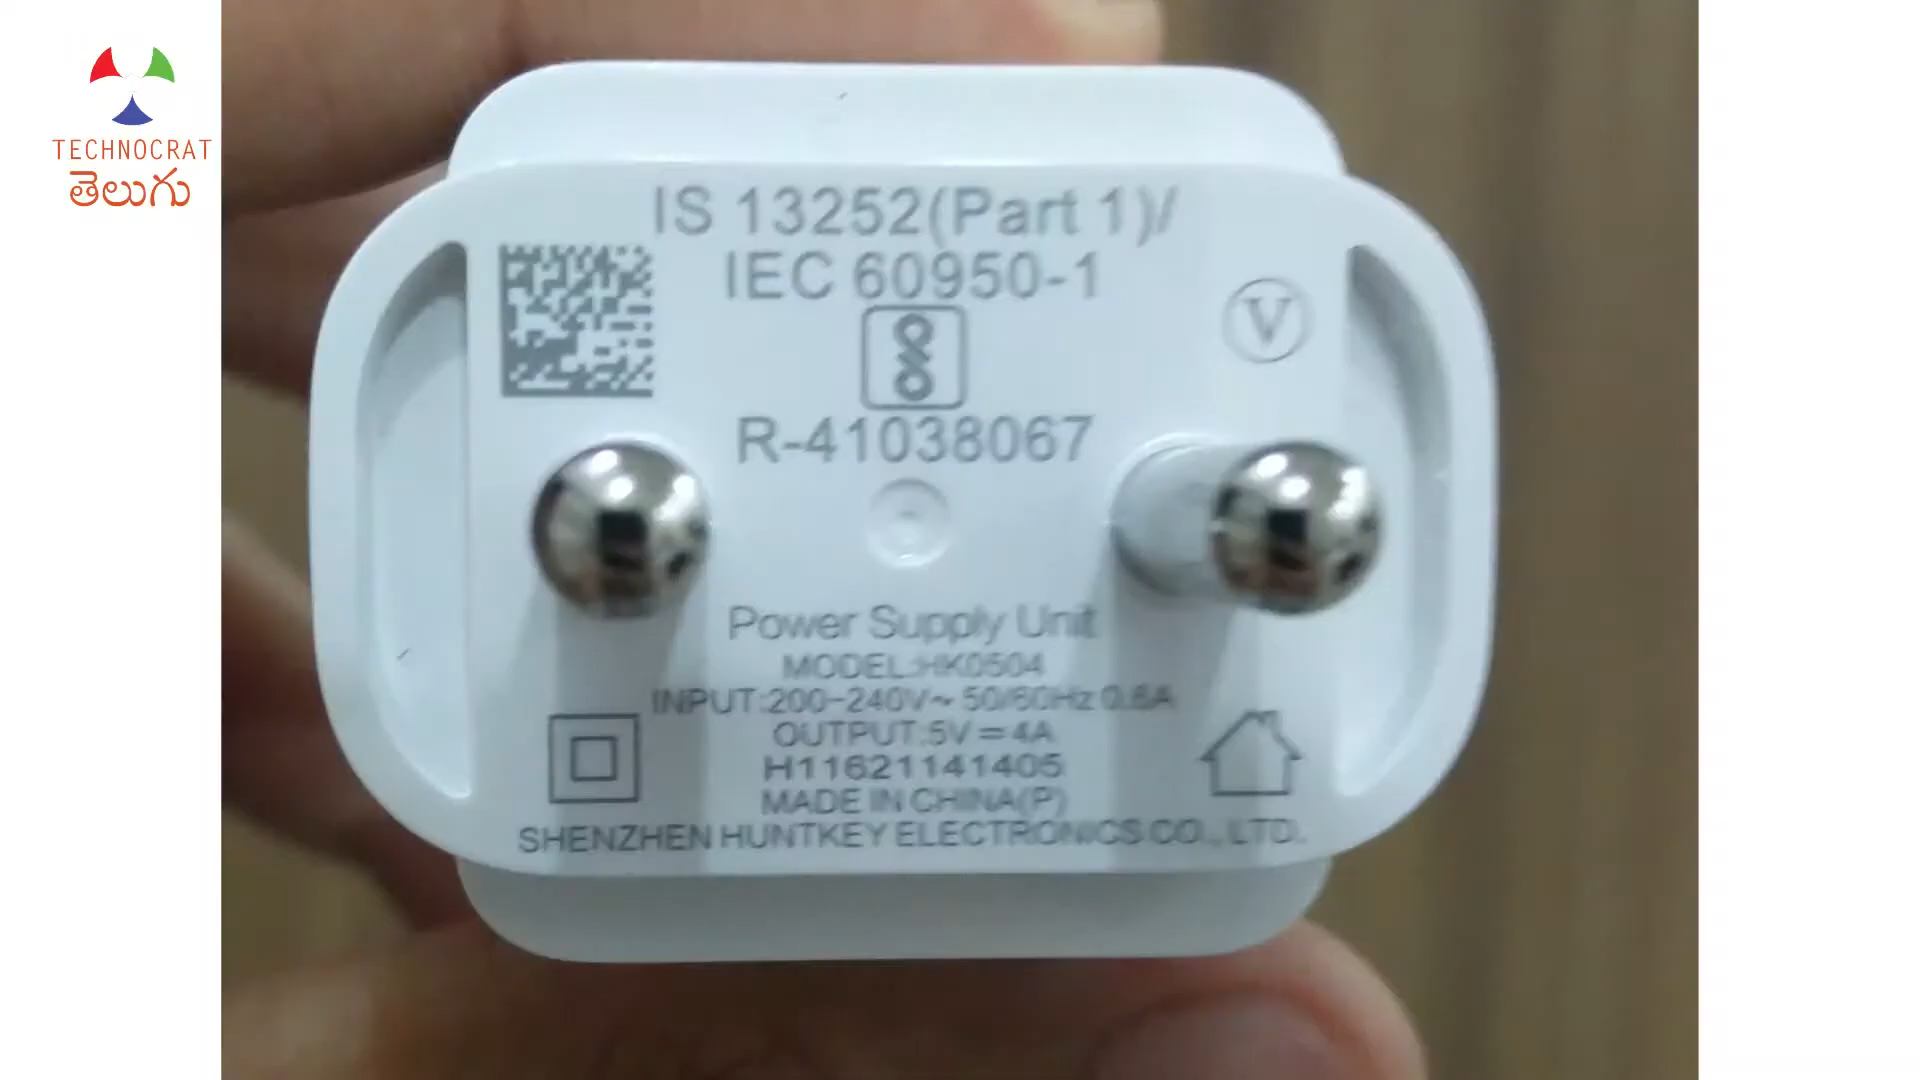 TECHNOCRAT
తెలుగు
IS 13252(Part 1)/
IEC 60950-1
V
R-41038067
Power Supply Unit
MODEL:HK0504
INPUT:200-240V~ 50/60Hz 0.6A
OUTPUT:5V⎓4A
H11621141405
MADE IN CHINA(P)
SHENZHEN HUNTKEY ELECTRONICS CO., LTD.